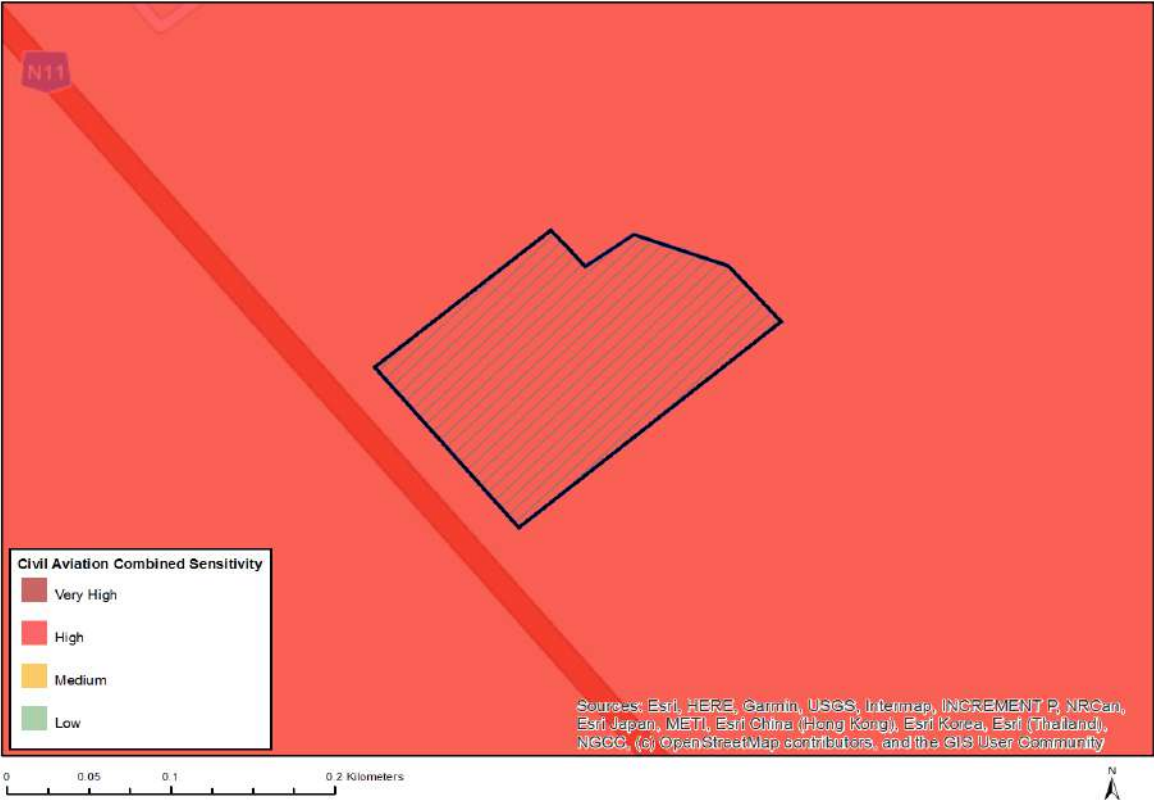 N11
Civil Aviation Combined Sensitivity
Very High
High
Medium
Low
Sources: Esri, HERE, Garmin, USGS, Intermap, INCREMENT P, NRCan,
Esri Japan, METI, Esri China (Hong Kong), Esri Korea, Esri (Thailand),
NGCC, (c) OpenStreetMap contributors, and the GIS User Community
0 0.05 0.1 0.2 Kilometers
N